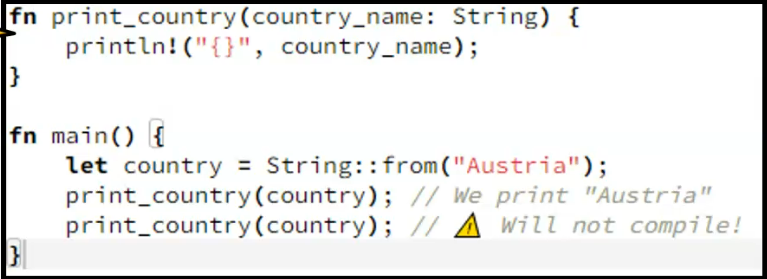 fn print_country(country_name: String) {
    println!("{}", country_name);
}
fn main() {
    let country = String::from("Austria");
    print_country(country); // We print "Austria"
    print_country(country); // ⚠️ Will not compile!
}